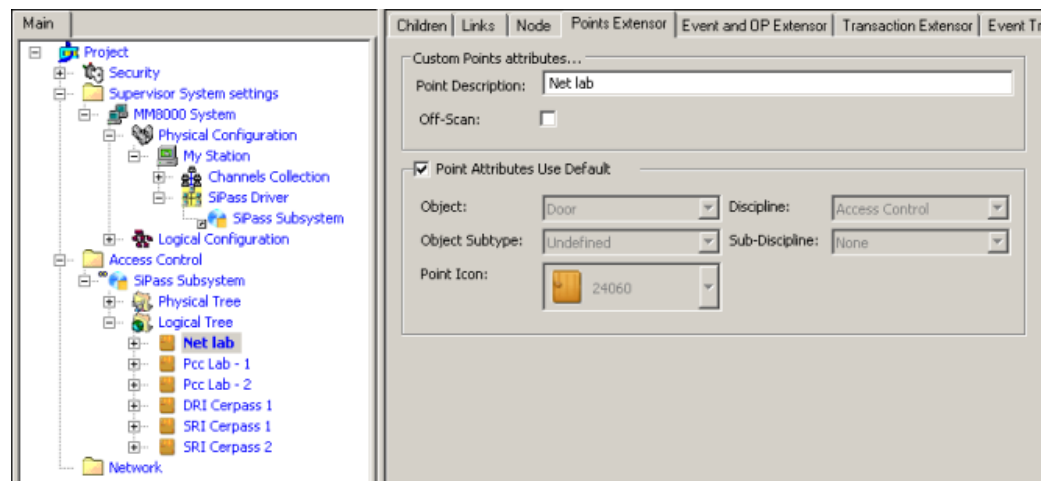 Main
Project
Security
Supervisor System settings
MM8000 System
Physical Configuration
My Station
Channels Collection
SiPass Driver
SiPass Subsystem
Logical Configuration
Access Control
SiPass Subsystem
Physical Tree
Logical Tree
Net lab
Pcc Lab - 1
Pcc Lab - 2
DRI Cerpass 1
SRI Cerpass 1
SRI Cerpass 2
Network
Children Links Node Points Extensor Event and OP Extensor Transaction Extensor Event Tr
Custom Points attributes...
Point Description: Net lab
Off-Scan:
Point Attributes Use Default
Object: Door Discipline: Access Control
Object Subtype: Undefined Sub-Discipline: None
Point Icon: 24060